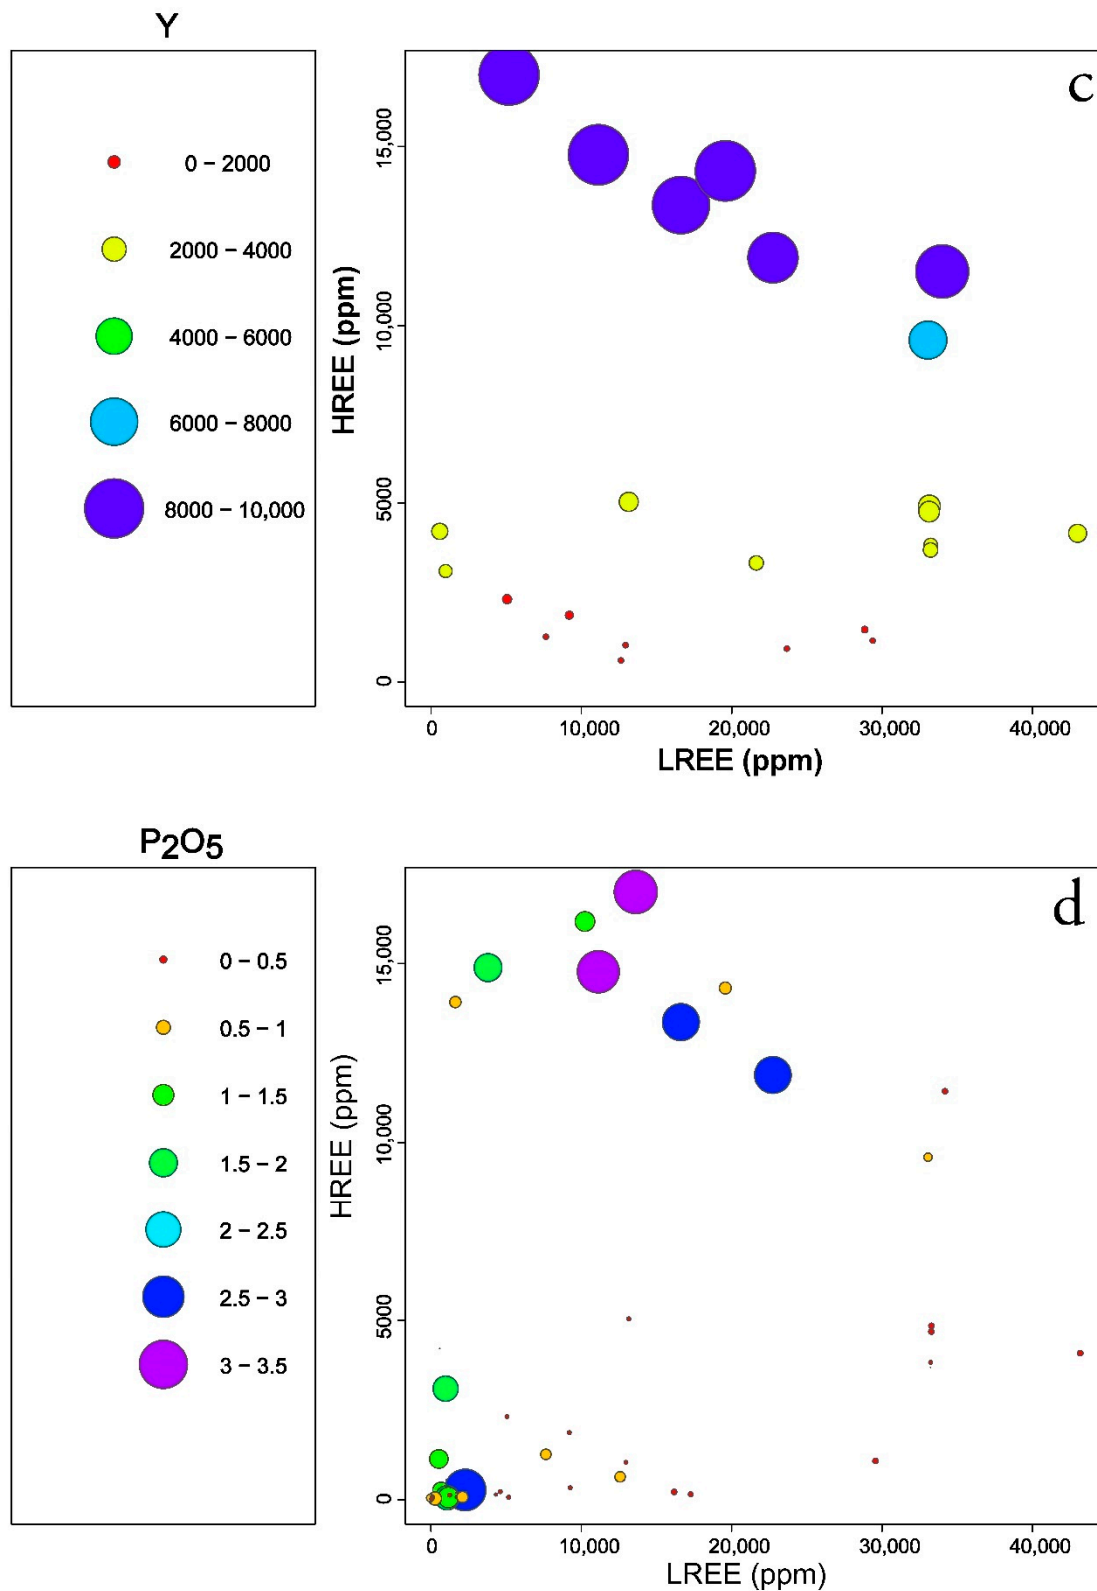 Y
0 – 2000
2000 – 4000
4000 – 6000
6000 – 8000
8000 – 10,000
c
15,000
10,000
5000
0
HREE (ppm)
0 10,000 20,000 30,000 40,000
LREE (ppm)
P2O5
0 – 0.5
0.5 – 1
1 – 1.5
1.5 – 2
2 – 2.5
2.5 – 3
3 – 3.5
d
15,000
10,000
5000
0
HREE (ppm)
0 10,000 20,000 30,000 40,000
LREE (ppm)